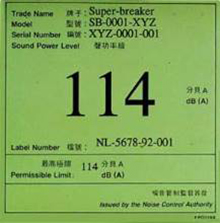 Trade Name 牌子: Super-breaker
Model 型號: SB-0001-XYZ
Serial Number 編號: XYZ-0001-001
Sound Power Level 聲功率級
114 分貝 A
dB (A)
Label Number 標號: NL-5678-92-001
最高極限
Permissible Limit: 114 分貝 A
dB (A)
噪音管制監督簽發
Issued by the Noise Control Authority